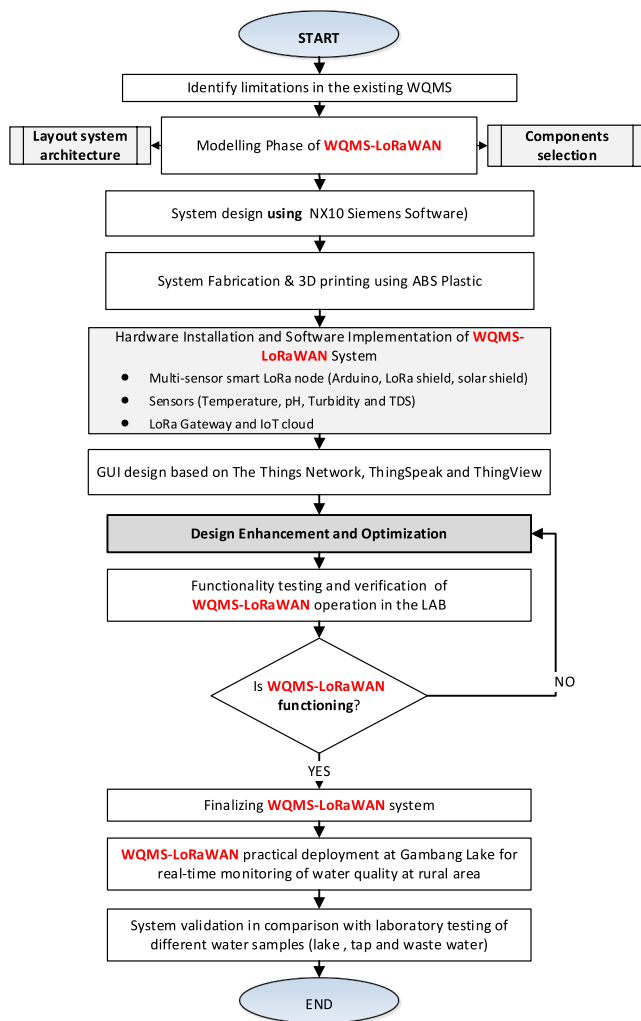 START
Identify limitations in the existing WQMS
Layout system
architecture
Modelling Phase of WQMS-LoRaWAN
Components
selection
System design using NX10 Siemens Software)
System Fabrication & 3D printing using ABS Plastic
Hardware Installation and Software Implementation of WQMS-
LoRaWAN System
● Multi-sensor smart LoRa node (Arduino, LoRa shield, solar shield)
● Sensors (Temperature, pH, Turbidity and TDS)
● LoRa Gateway and IoT cloud
GUI design based on The Things Network, ThingSpeak and ThingView
Design Enhancement and Optimization
Functionality testing and verification of
WQMS-LoRaWAN operation in the LAB
Is WQMS-LoRaWAN
functioning?
NO
YES
Finalizing WQMS-LoRaWAN system
WQMS-LoRaWAN practical deployment at Gambang Lake for
real-time monitoring of water quality at rural area
System validation in comparison with laboratory testing of
different water samples (lake , tap and waste water)
END